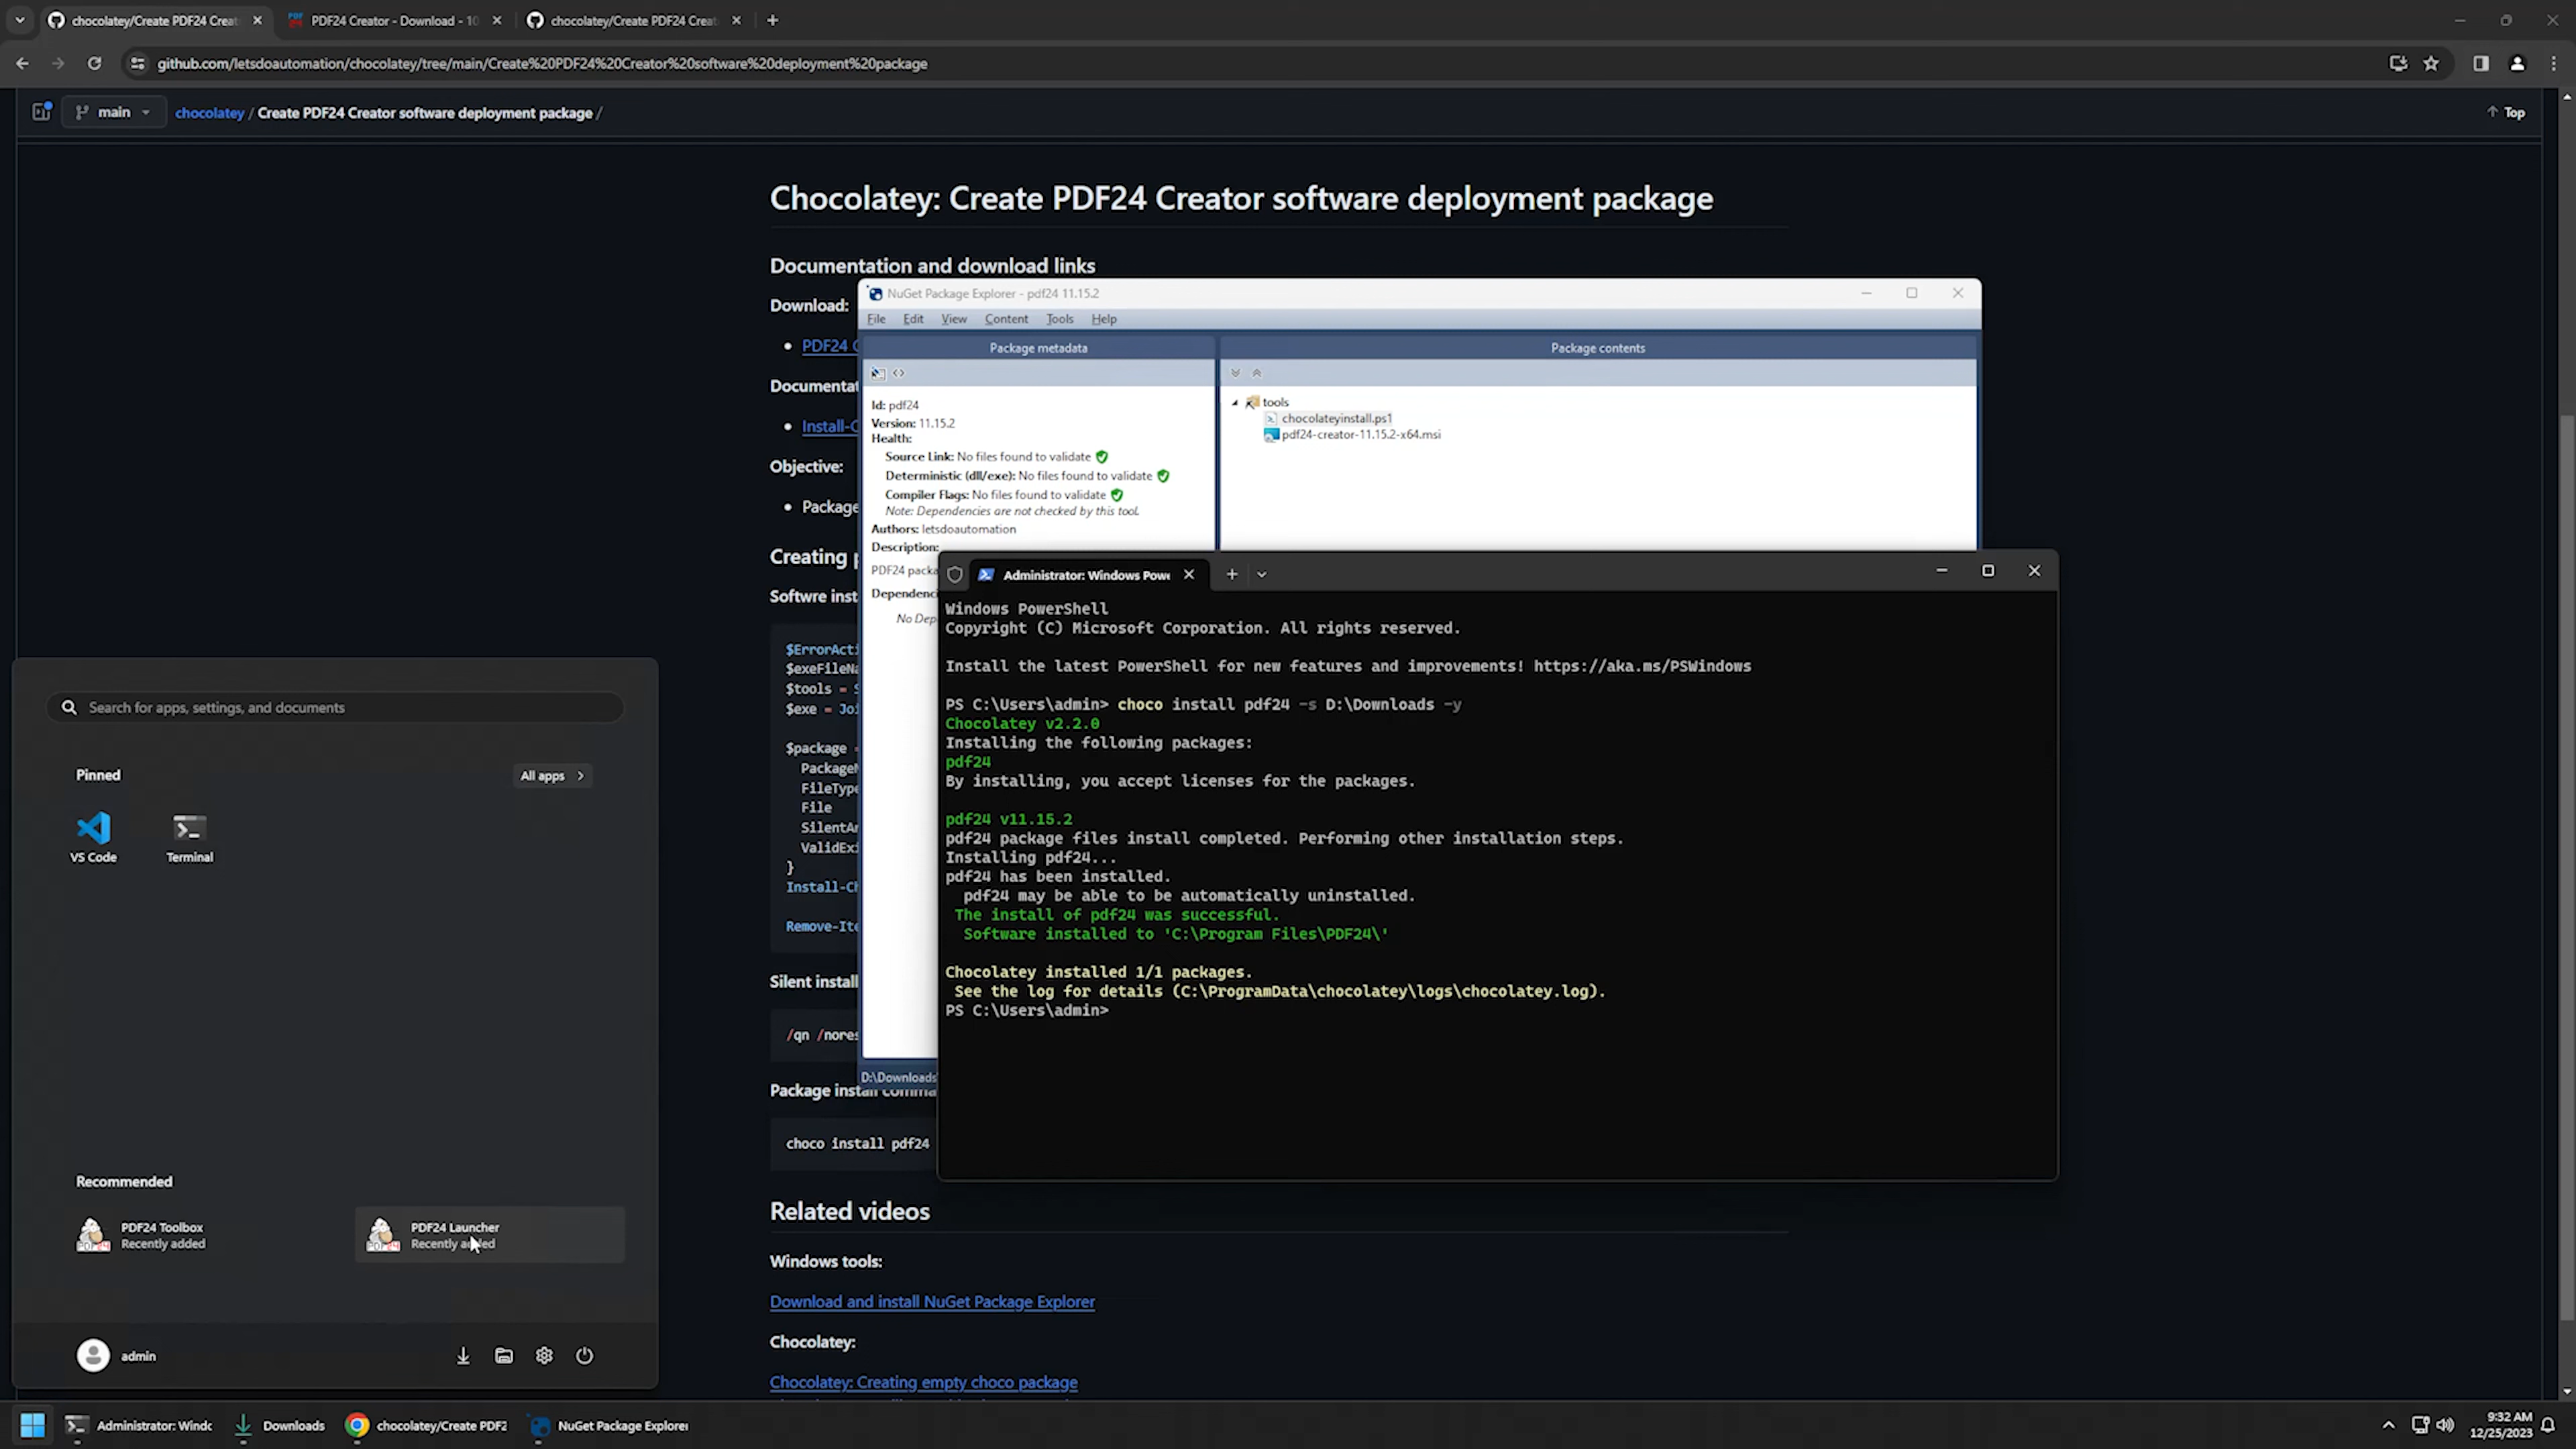 chocolatey/Create PDF24 Creat
PDF24 Creator - Download - 10
chocolatey/Create PDF24 Creat
github.com/letsdoautomation/chocolatey/tree/main/Create%20PDF24%20Creator%20software%20deployment%20package
main
chocolatey / Create PDF24 Creator software deployment package /
Top
Chocolatey: Create PDF24 Creator software deployment package
Documentation and download links
Download:
PDF24 C
Documentat
Install-C
Objective:
Package
Creating p
Softwre inst
$ErrorActi
$exeFileNa
$tools = S
$exe = Joi
$package =
PackageN
FileType
File
SilentAr
ValidExi
}
Install-Ch
Remove-Ite
Silent install
/qn /nores
Package install comma
choco install pdf24
Related videos
Windows tools:
Download and install NuGet Package Explorer
Chocolatey:
Chocolatey: Creating empty choco package
NuGet Package Explorer - pdf24 11.15.2
File Edit View Content Tools Help
Package metadata
Package contents
Id: pdf24
Version: 11.15.2
Health:
Source Link: No files found to validate
Deterministic (dll/exe): No files found to validate
Compiler Flags: No files found to validate
Note: Dependencies are not checked by this tool.
Authors: letsdoautomation
Description:
PDF24 packa
Dependenci
No Dep
D:\Downloads
tools
chocolateyinstall.ps1
pdf24-creator-11.15.2-x64.msi
Administrator: Windows Powe
Windows PowerShell
Copyright (C) Microsoft Corporation. All rights reserved.
Install the latest PowerShell for new features and improvements! https://aka.ms/PSWindows
PS C:\Users\admin> choco install pdf24 -s D:\Downloads -y
Chocolatey v2.2.0
Installing the following packages:
pdf24
By installing, you accept licenses for the packages.
pdf24 v11.15.2
pdf24 package files install completed. Performing other installation steps.
Installing pdf24...
pdf24 has been installed.
pdf24 may be able to be automatically uninstalled.
The install of pdf24 was successful.
Software installed to 'C:\Program Files\PDF24\'
Chocolatey installed 1/1 packages.
See the log for details (C:\ProgramData\chocolatey\logs\chocolatey.log).
PS C:\Users\admin>
Search for apps, settings, and documents
Pinned
All apps
VS Code
Terminal
Recommended
PDF24 Toolbox
Recently added
PDF24 Launcher
Recently added
admin
Administrator: Windc
Downloads
chocolatey/Create PDF2
NuGet Package Explorer
9:32 AM
12/25/2023